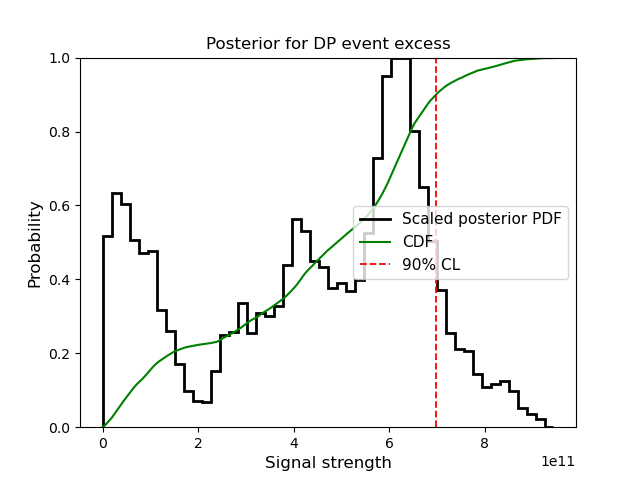 Posterior for DP event excess
1.0
0.8
0.6
0.4
0.2
0.0
Probability
Scaled posterior PDF
CDF
90% CL
0 2 4 6 8
1e11
Signal strength